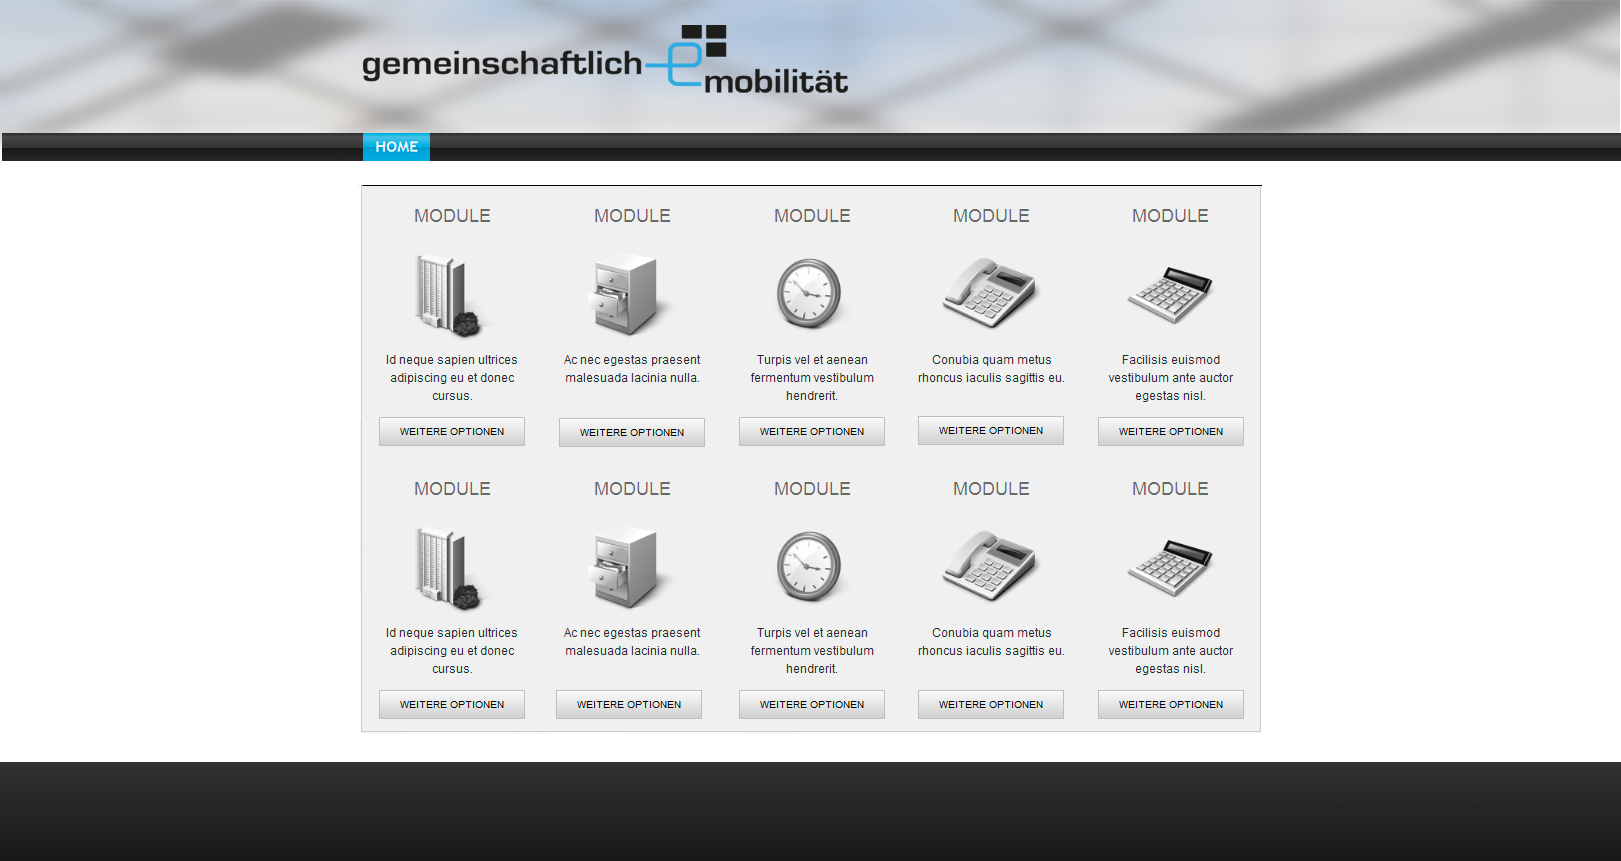 gemeinschaftlich e mobilität
HOME
MODULE MODULE MODULE MODULE MODULE
Id neque sapien ultrices
adipiscing eu et donec
cursus.
Ac nec egestas praesent
malesuada lacinia nulla.
Turpis vel et aenean
fermentum vestibulum
hendrerit.
Conubia quam metus
rhoncus iaculis sagittis eu.
Facilisis euismod
vestibulum ante auctor
egestas nisl.
WEITERE OPTIONEN WEITERE OPTIONEN WEITERE OPTIONEN WEITERE OPTIONEN WEITERE OPTIONEN
MODULE MODULE MODULE MODULE MODULE
Id neque sapien ultrices
adipiscing eu et donec
cursus.
Ac nec egestas praesent
malesuada lacinia nulla.
Turpis vel et aenean
fermentum vestibulum
hendrerit.
Conubia quam metus
rhoncus iaculis sagittis eu.
Facilisis euismod
vestibulum ante auctor
egestas nisl.
WEITERE OPTIONEN WEITERE OPTIONEN WEITERE OPTIONEN WEITERE OPTIONEN WEITERE OPTIONEN